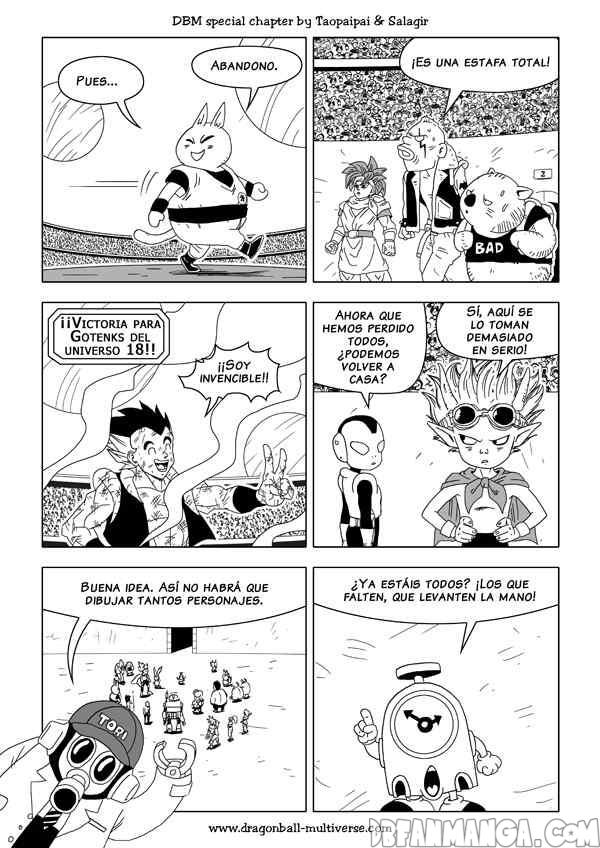 DBM special chapter by Taopaipai & Salagir
Pues...
Abandono.
¡Es una estafa total!
2
BAD
¡¡Victoria para
Gotenks del
universo 18!!
¡¡Soy
invencible!!
Ahora que
hemos perdido
todos,
¿podemos
volver a
casa?
Sí, aquí se
lo toman
demasiado
en serio!
Buena idea. Así no habrá que
dibujar tantos personajes.
TORI
¿Ya estáis todos? ¡Los que
falten, que levanten la mano!
www.dragonball-multiverse.com
DBFANMANGA.COM